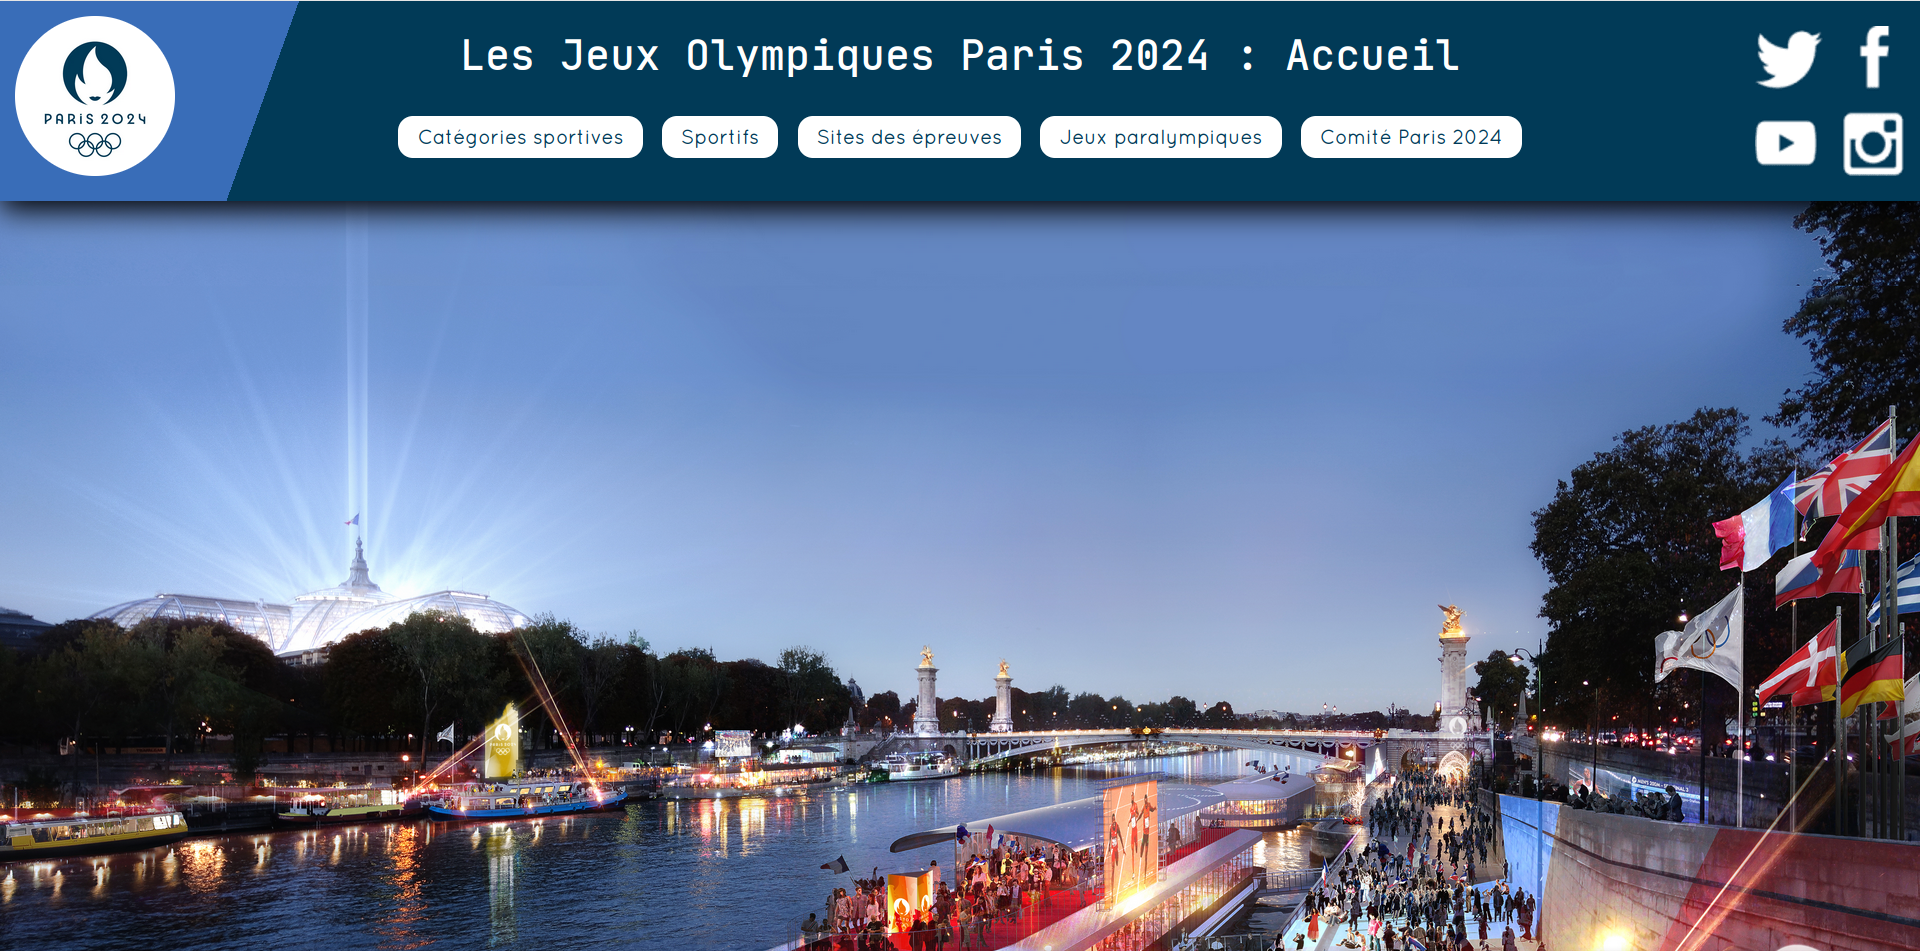 Les Jeux Olympiques Paris 2024 : Accueil
PARIS 2024
Catégories sportives
Sportifs
Sites des épreuves
Jeux paralympiques
Comité Paris 2024